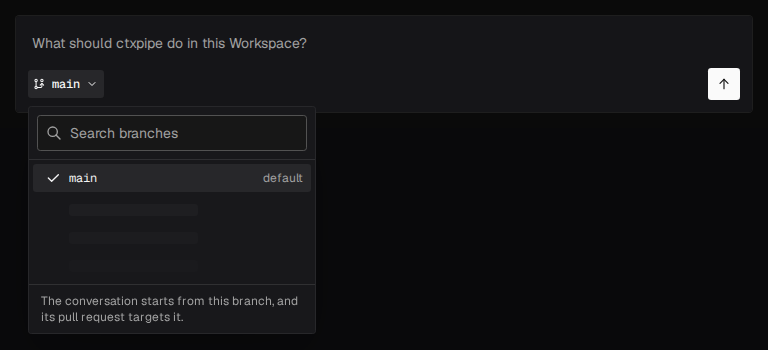 What should ctxpipe do in this Workspace?
main
Search branches
main default
The conversation starts from this branch, and
its pull request targets it.